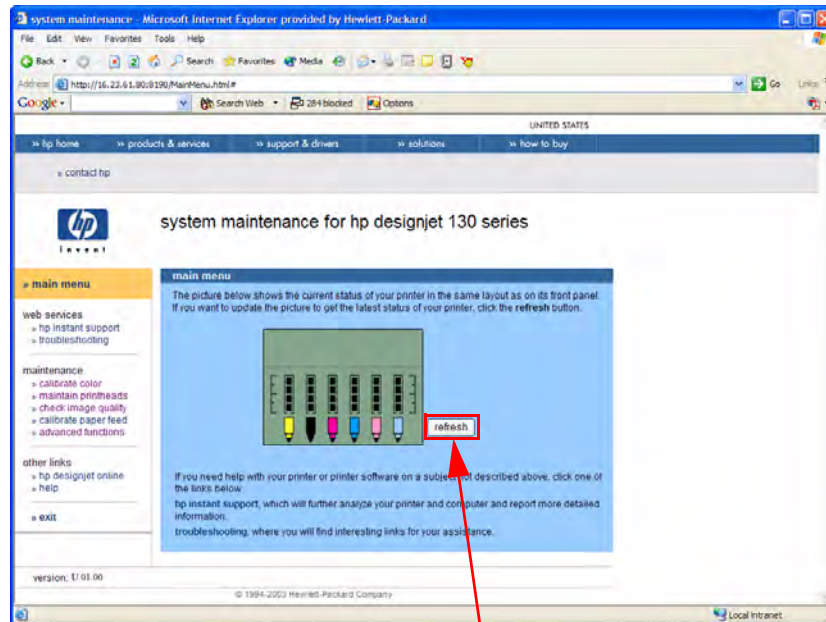 system maintenance - Microsoft Internet Explorer provided by Hewlett-Packard
File Edit View Favorites Tools Help
Back Search Favorites Media
Address http://16.23.61.80:8190/MainMenu.html# Go Links
Google Search Web 284 blocked Options
UNITED STATES
» hp home » products & services » support & drivers » solutions » how to buy
» contact hp
hp
invent
system maintenance for hp designjet 130 series
» main menu
web services
» hp instant support
» troubleshooting
maintenance
» calibrate color
» maintain printheads
» check image quality
» calibrate paper feed
» advanced functions
other links
» hp designjet online
» help
» exit
version: U 01.00
main menu
The picture below shows the current status of your printer in the same layout as on its front panel.
If you want to update the picture to get the latest status of your printer, click the refresh button.
refresh
If you need help with your printer or printer software on a subject not described above, click one of
the links below.
hp instant support, which will further analyze your printer and computer and report more detailed
information.
troubleshooting, where you will find interesting links for your assistance.
© 1994-2003 Hewlett-Packard Company
Local intranet